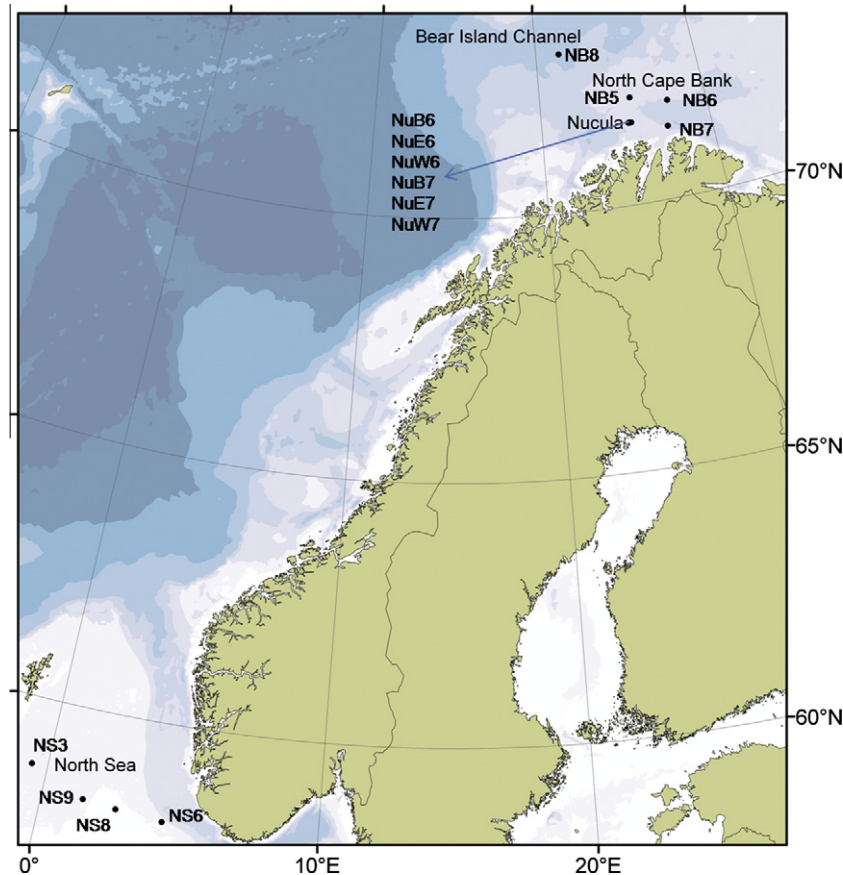 Bear Island Channel
NB8
North Cape Bank
NB5
NB6
Nucula
NB7
NuB6
NuE6
NuW6
NuB7
NuE7
NuW7
70°N
65°N
60°N
NS3
North Sea
NS9
NS8
NS6
0°
10°E
20°E